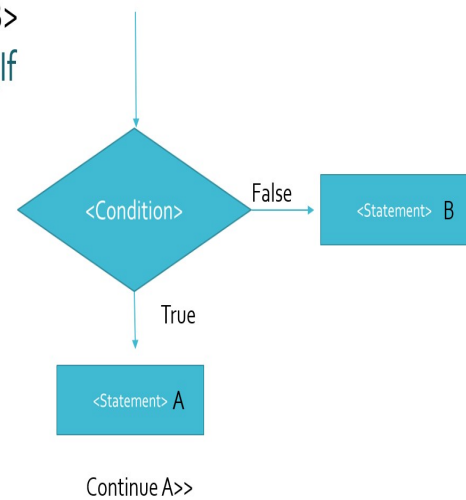 >
If
<Condition>
False
<Statement> B
True
<Statement> A
Continue A>>